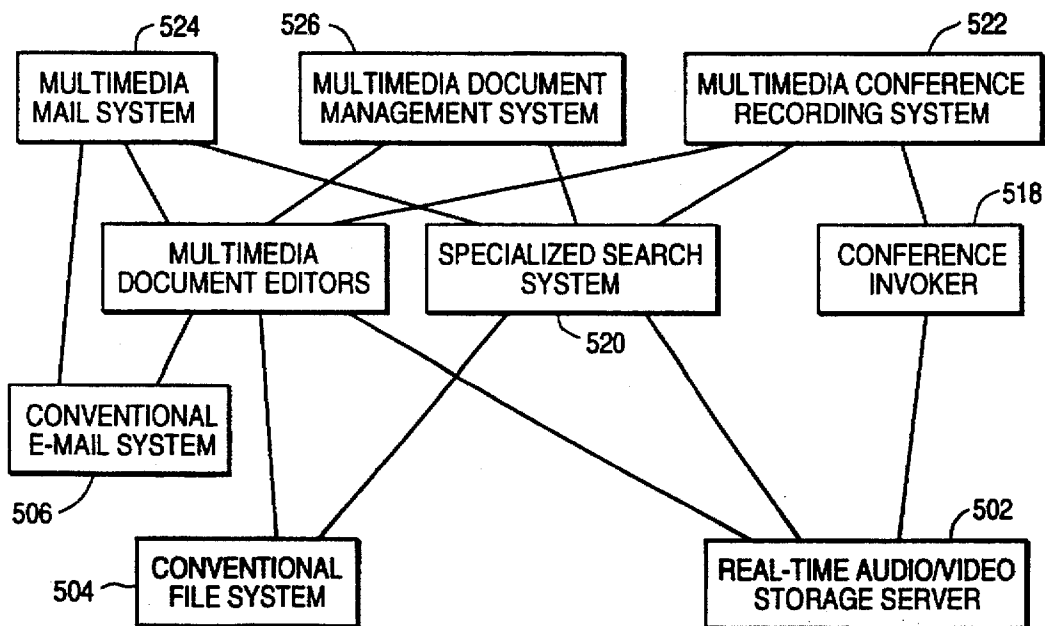 524
526
522
MULTIMEDIA
MAIL SYSTEM
MULTIMEDIA DOCUMENT
MANAGEMENT SYSTEM
MULTIMEDIA CONFERENCE
RECORDING SYSTEM
518
MULTIMEDIA
DOCUMENT EDITORS
SPECIALIZED SEARCH
SYSTEM
CONFERENCE
INVOKER
520
CONVENTIONAL
E-MAIL SYSTEM
506
502
504
CONVENTIONAL
FILE SYSTEM
REAL-TIME AUDIO/VIDEO
STORAGE SERVER